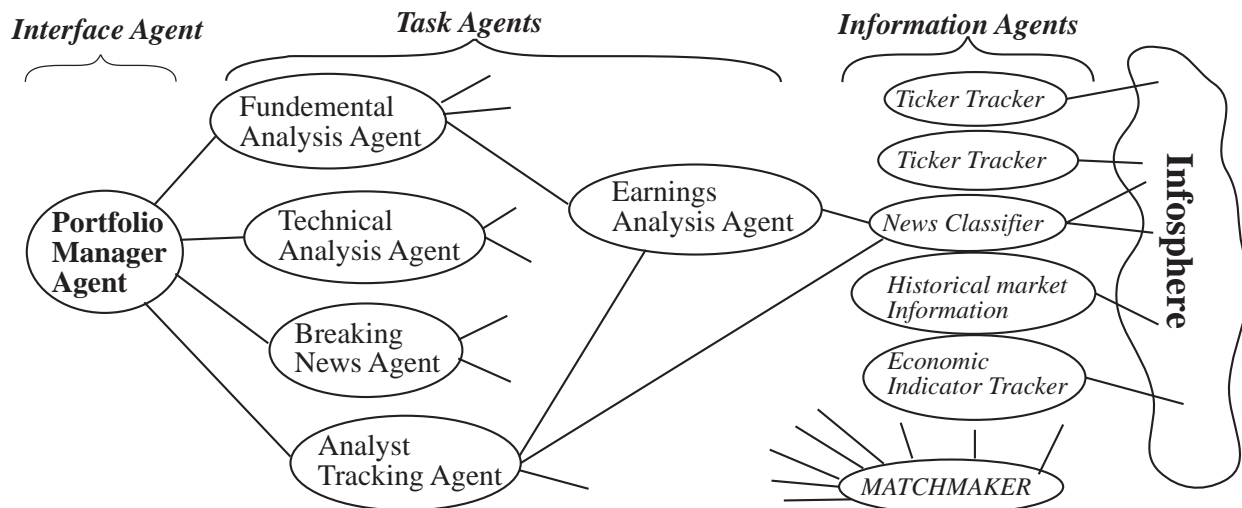 Interface Agent
Task Agents
Information Agents
Portfolio
Manager
Agent
Fundemental
Analysis Agent
Technical
Analysis Agent
Breaking
News Agent
Analyst
Tracking Agent
Earnings
Analysis Agent
Ticker Tracker
Ticker Tracker
News Classifier
Historical market
Information
Economic
Indicator Tracker
MATCHMAKER
Infosphere